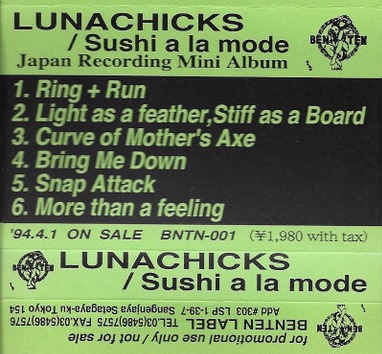 LUNACHICKS
/ Sushi a la mode
Japan Recording Mini Album
BENTEN
1. Ring + Run
2. Light as a feather,Stiff as a Board
3. Curve of Mother's Axe
4. Bring Me Down
5. Snap Attack
6. More than a feeling
'94.4.1 ON SALE BNTN-001 (¥1,980 with tax)
BENTEN
LUNACHICKS
/ Sushi a la mode
for promotional use only / not for sale
BENTEN LABEL TEL.03(5486)7575 FAX.03(5486)7576
Add #303 LSP 1-39-7 Sangenjaya Setagaya-ku Tokyo 154
BENTEN